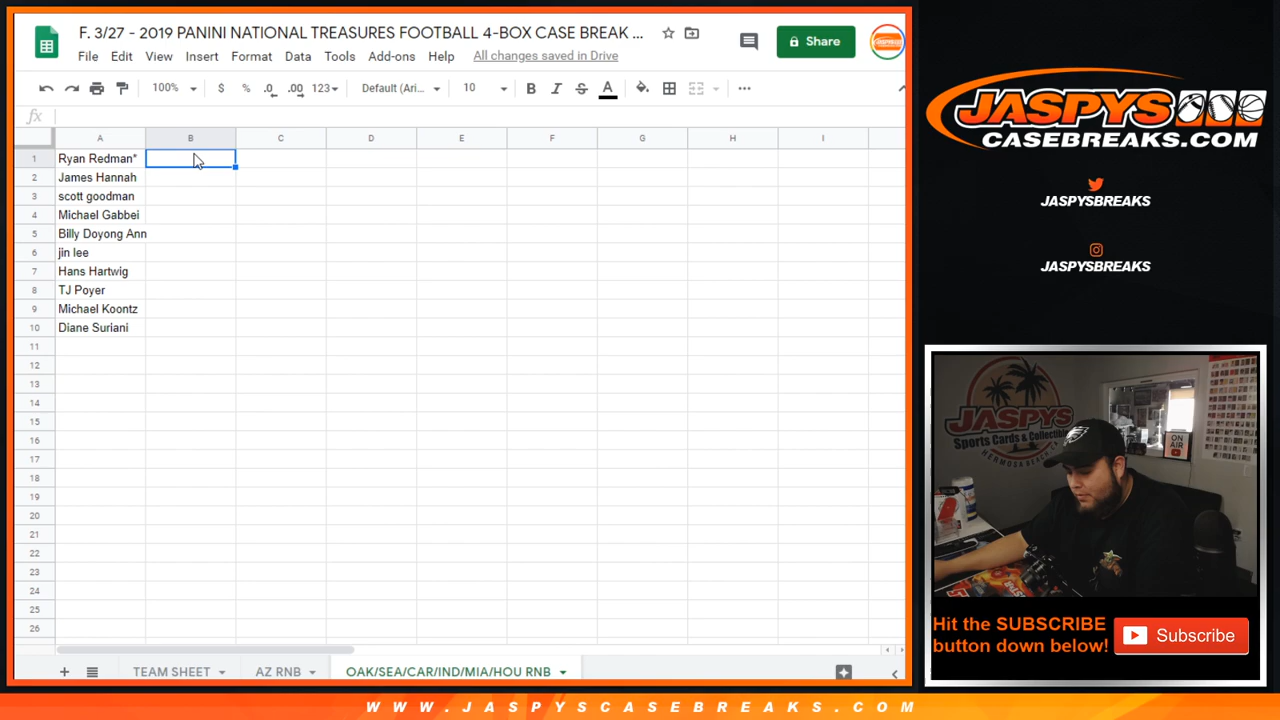 F. 3/27 - 2019 PANINI NATIONAL TREASURES FOOTBALL 4-BOX CASE BREAK ...
File Edit View Insert Format Data Tools Add-ons Help All changes saved in Drive
Share
100% $ % .0 .00 123 Default (Ari... 10 B I S A ...
fx
A B C D E F G H I
1 Ryan Redman*
2 James Hannah
3 scott goodman
4 Michael Gabbei
5 Billy Doyong Ann
6 jin lee
7 Hans Hartwig
8 TJ Poyer
9 Michael Koontz
10 Diane Suriani
11
12
13
14
15
16
17
18
19
20
21
22
23
24
25
26
+ TEAM SHEET AZ RNB OAK/SEA/CAR/IND/MIA/HOU RNB
JASPYS
CASEBREAKS.COM
JASPYSBREAKS
JASPYSBREAKS
JASPYS
Sports Cards & Collectibles
HERMOSA BEACH
ON AIR
Hit the SUBSCRIBE
button down below!
Subscribe
WWW.JASPYSCASEBREAKS.COM